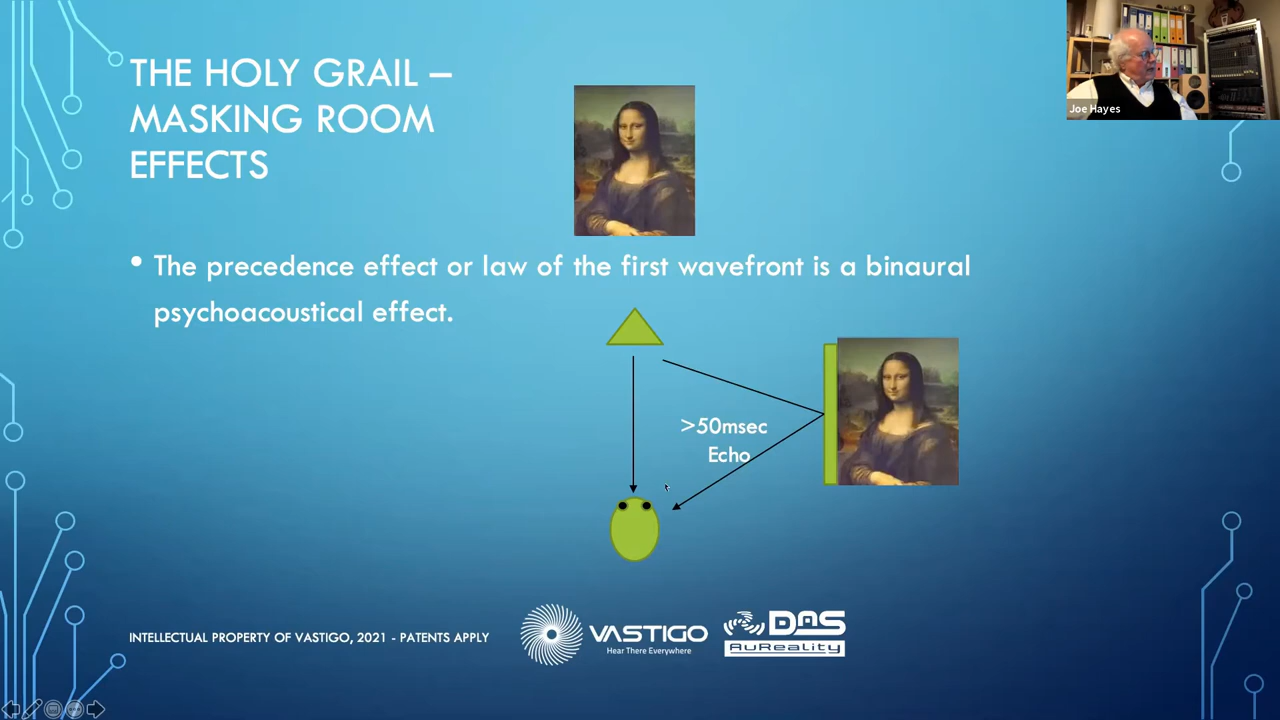 THE HOLY GRAIL –
MASKING ROOM
EFFECTS
Joe Hayes
• The precedence effect or law of the first wavefront is a binaural
psychoacoustical effect.
>50msec
Echo
INTELLECTUAL PROPERTY OF VASTIGO, 2021 - PATENTS APPLY
VASTIGO
Hear There Everywhere
DAS
AuReality